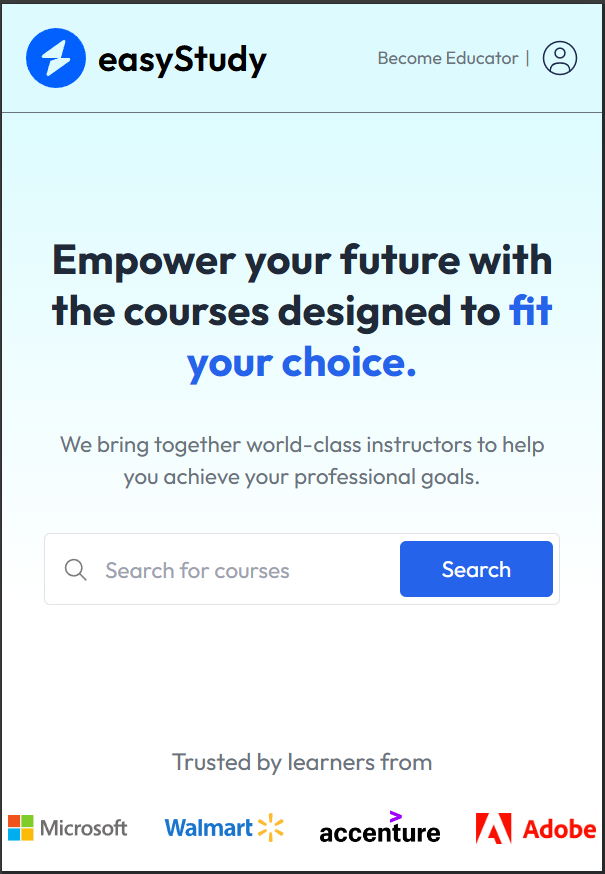 easyStudy
Become Educator |
Empower your future with
the courses designed to fit
your choice.
We bring together world-class instructors to help
you achieve your professional goals.
Search for courses
Search
Trusted by learners from
Microsoft
Walmart
accenture
Adobe